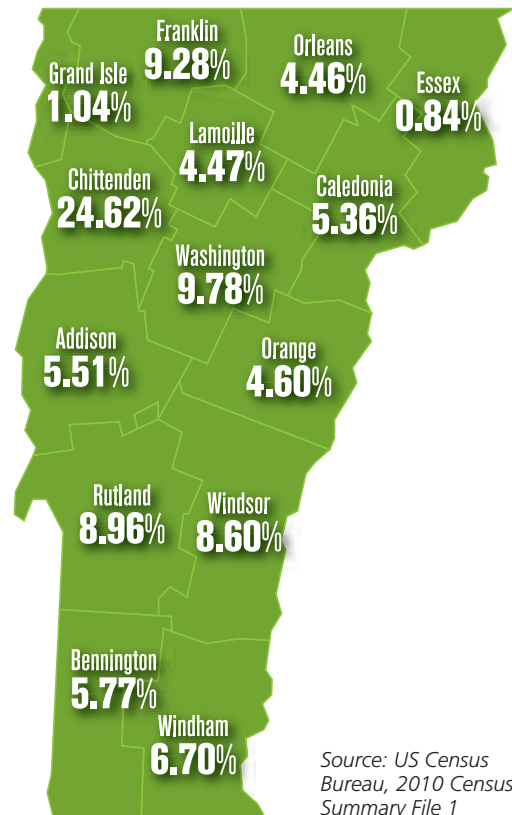 Franklin
9.28%
Orleans
4.46%
Grand Isle
1.04%
Essex
0.84%
Lamoille
4.47%
Chittenden
24.62%
Caledonia
5.36%
Washington
9.78%
Addison
5.51%
Orange
4.60%
Rutland
8.96%
Windsor
8.60%
Bennington
5.77%
Windham
6.70%
Source: US Census
Bureau, 2010 Census
Summary File 1